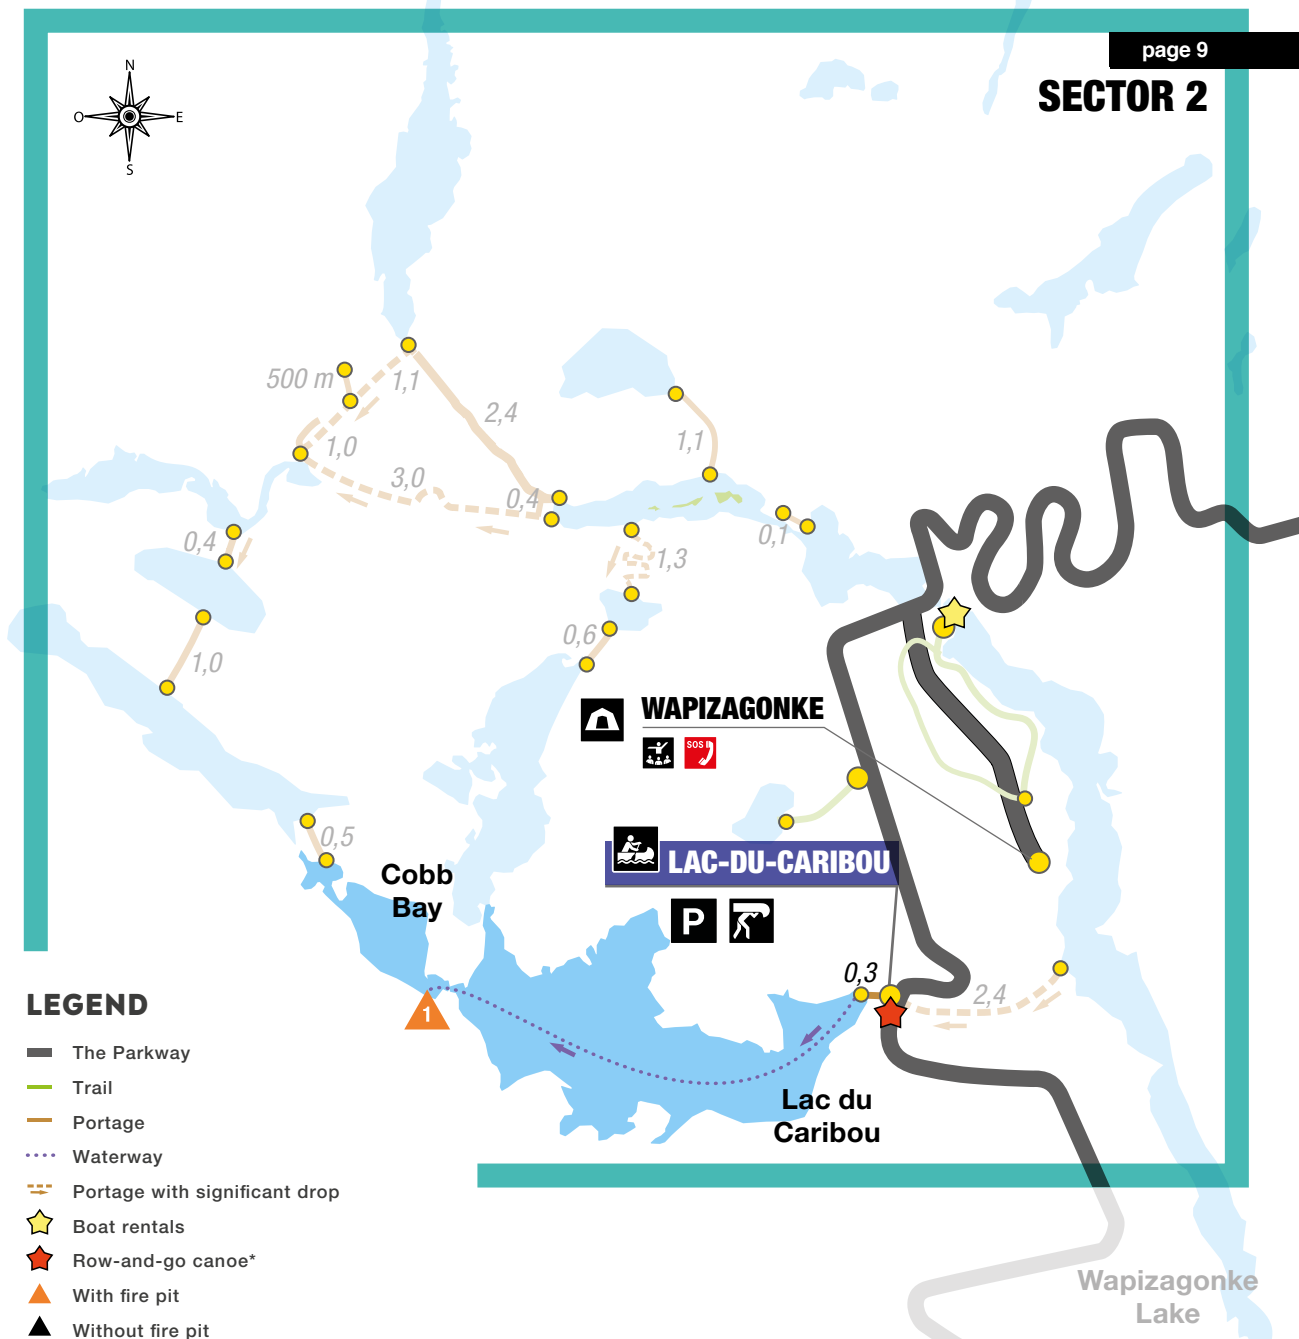 page 9
SECTOR 2
N
O
E
S
500 m
1,1
2,4
1,0
3,0
0,4
1,1
0,1
0,4
1,3
0,6
1,0
WAPIZAGONKE
SOS
0,5
LAC-DU-CARIBOU
Cobb
Bay
P
0,3
2,4
1
Lac du
Caribou
LEGEND
The Parkway
Trail
Portage
Waterway
Portage with significant drop
Boat rentals
Row-and-go canoe*
With fire pit
Without fire pit
Wapizagonke
Lake